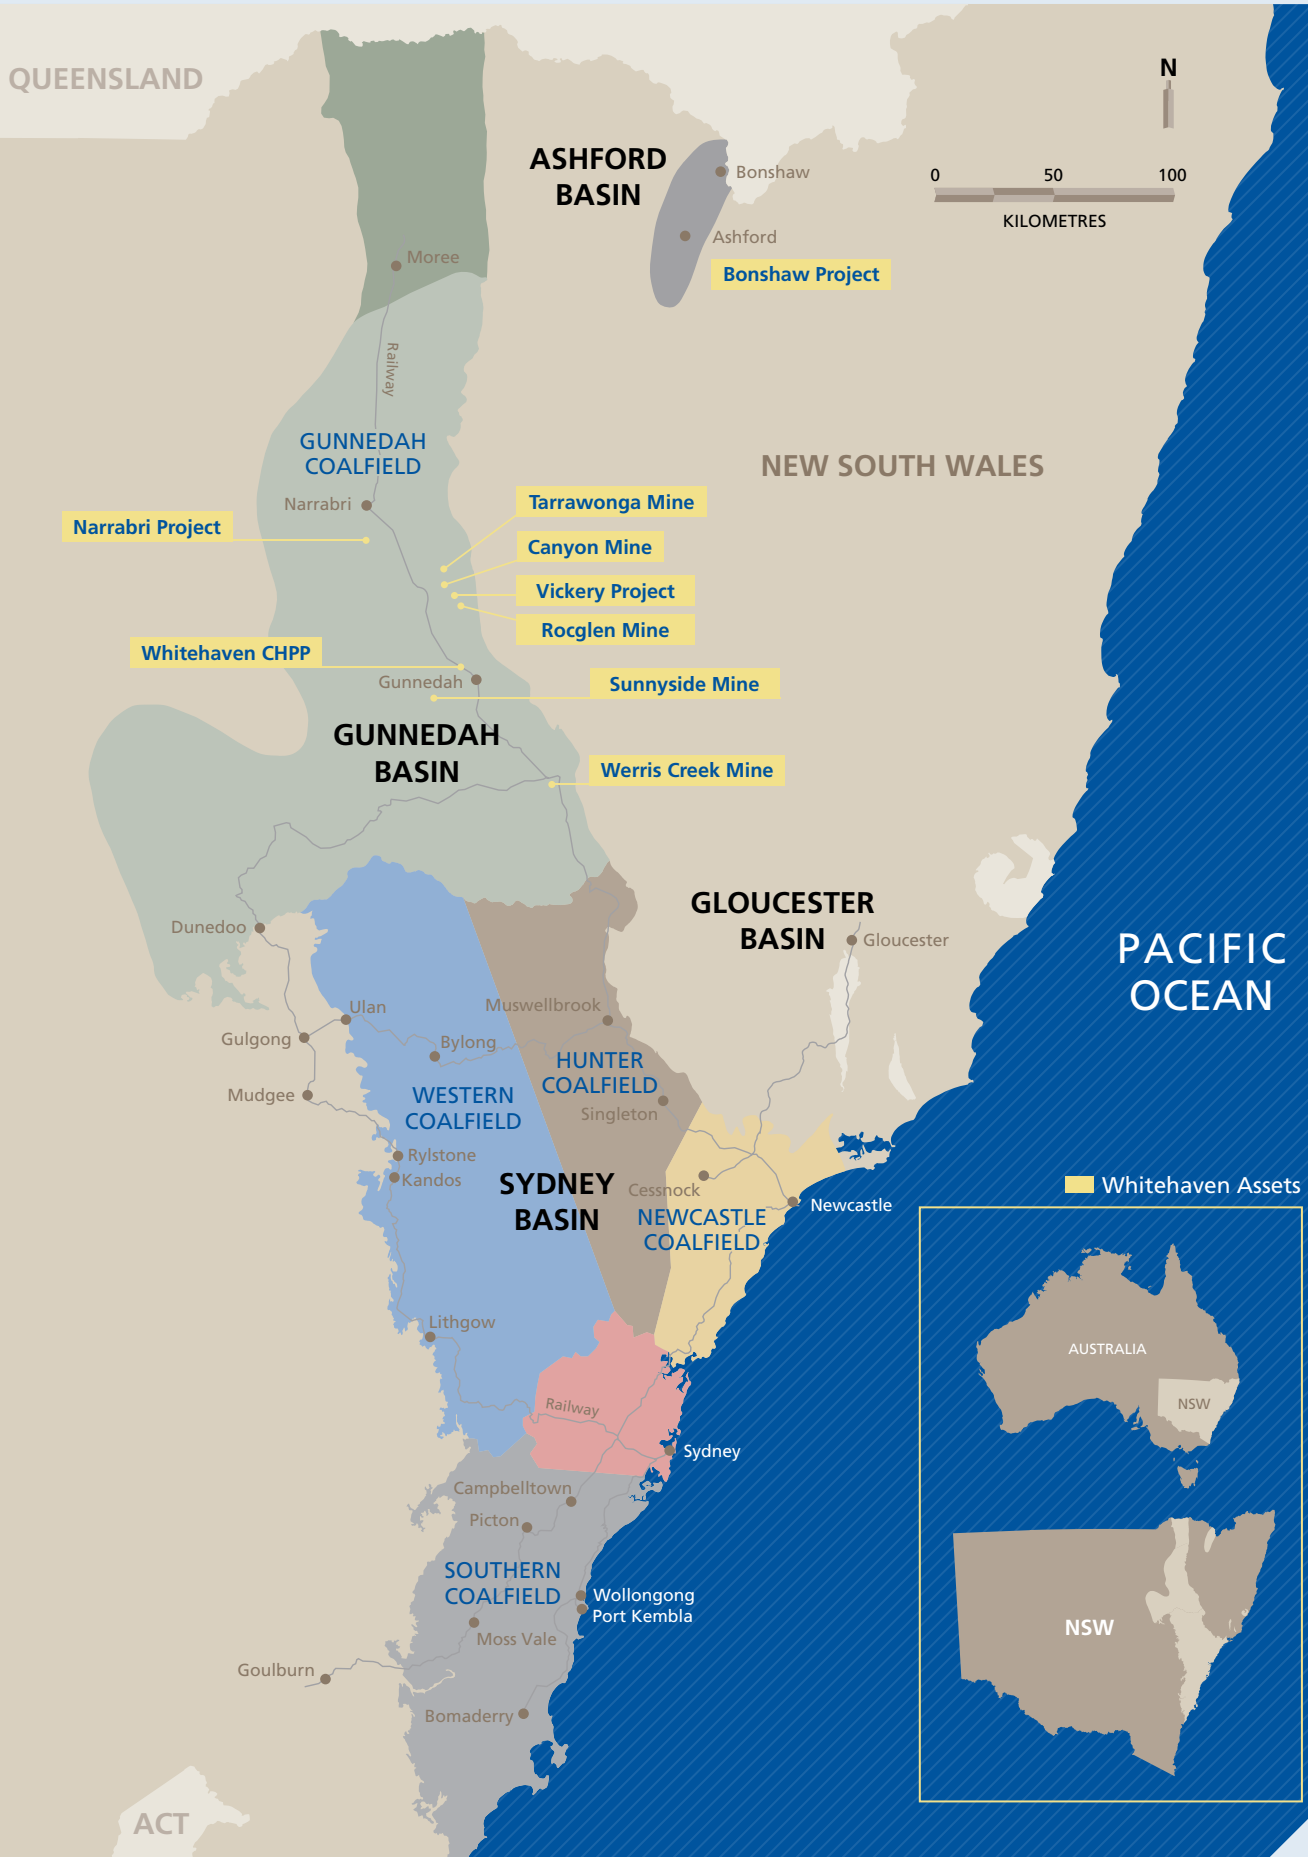 QUEENSLAND
N
ASHFORD
BASIN
Bonshaw
0 50 100
KILOMETRES
Ashford
Moree
Bonshaw Project
Railway
GUNNEDAH
COALFIELD
NEW SOUTH WALES
Narrabri
Tarrawonga Mine
Narrabri Project
Canyon Mine
Vickery Project
Rocglen Mine
Whitehaven CHPP
Gunnedah
Sunnyside Mine
GUNNEDAH
BASIN
Werris Creek Mine
GLOUCESTER
BASIN
Dunedoo
Gloucester
PACIFIC
OCEAN
Ulan
Muswellbrook
Gulgong
Bylong
HUNTER
COALFIELD
Mudgee
WESTERN
COALFIELD
Singleton
Rylstone
Kandos
SYDNEY
BASIN
Cessnock
Newcastle
NEWCASTLE
COALFIELD
Whitehaven Assets
Lithgow
AUSTRALIA
NSW
Railway
Sydney
Campbelltown
Picton
SOUTHERN
COALFIELD
Wollongong
Port Kembla
Moss Vale
NSW
Goulburn
Bomaderry
ACT